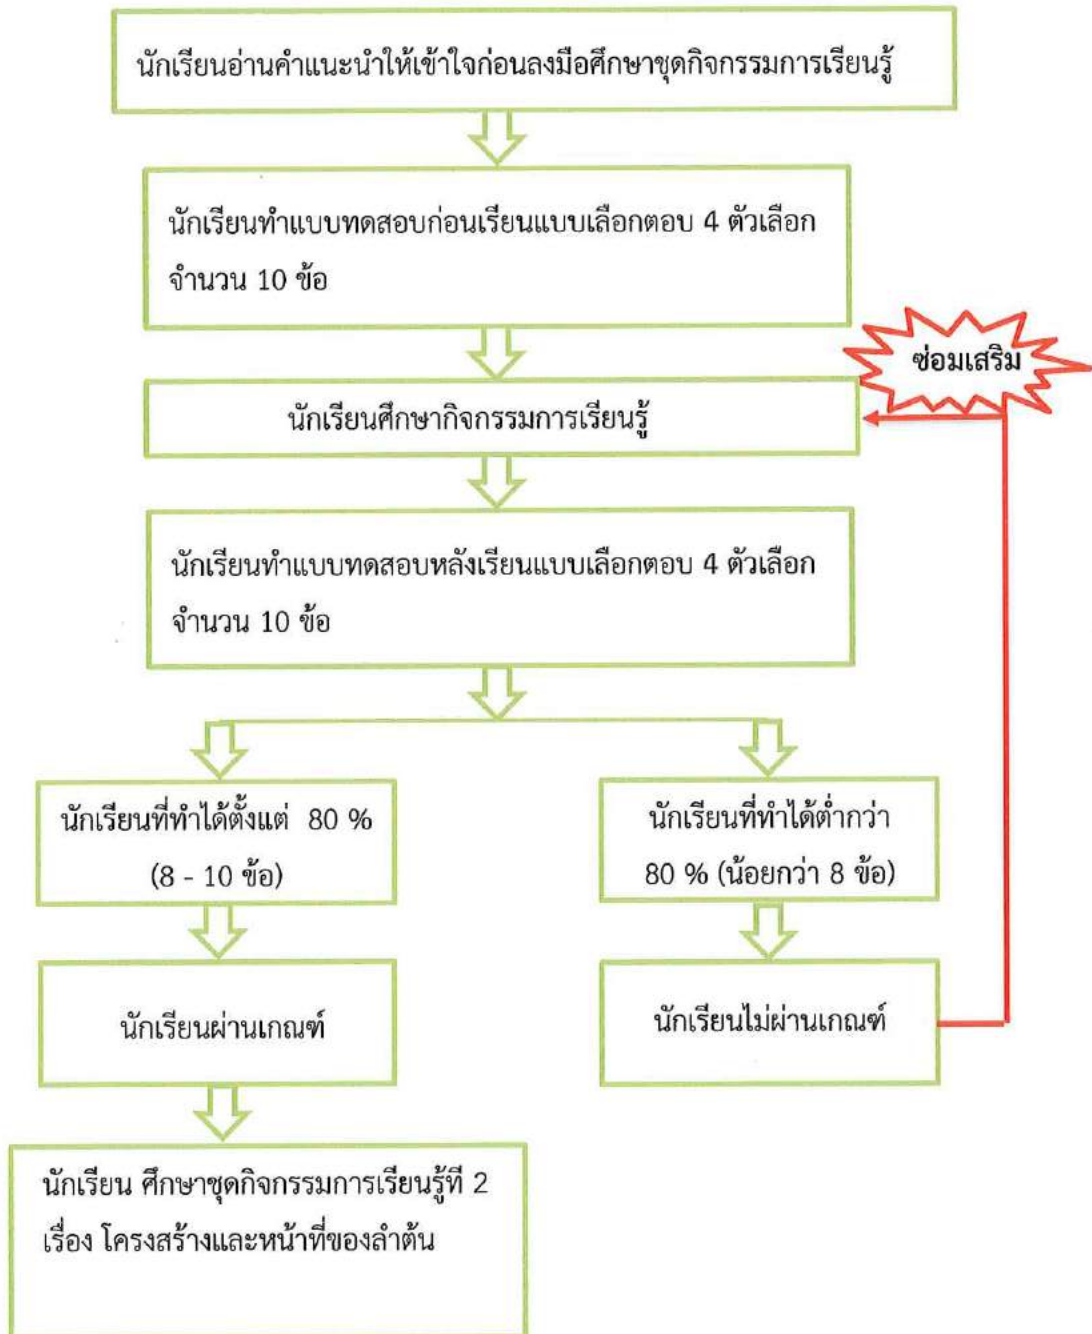 นักเรียนอ่านคำแนะนำให้เข้าใจก่อนลงมือศึกษาชุดกิจกรรมการเรียนรู้
นักเรียนทำแบบทดสอบก่อนเรียนแบบเลือกตอบ 4 ตัวเลือก
จำนวน 10 ข้อ
ซ่อมเสริม
นักเรียนศึกษากิจกรรมการเรียนรู้
นักเรียนทำแบบทดสอบหลังเรียนแบบเลือกตอบ 4 ตัวเลือก
จำนวน 10 ข้อ
นักเรียนที่ทำได้ตั้งแต่ 80 %
(8 - 10 ข้อ)
นักเรียนที่ทำได้ต่ำกว่า
80 % (น้อยกว่า 8 ข้อ)
นักเรียนผ่านเกณฑ์
นักเรียนไม่ผ่านเกณฑ์
นักเรียน ศึกษาชุดกิจกรรมการเรียนรู้ที 2
เรื่อง โครงสร้างและหน้าที่ของลำต้น